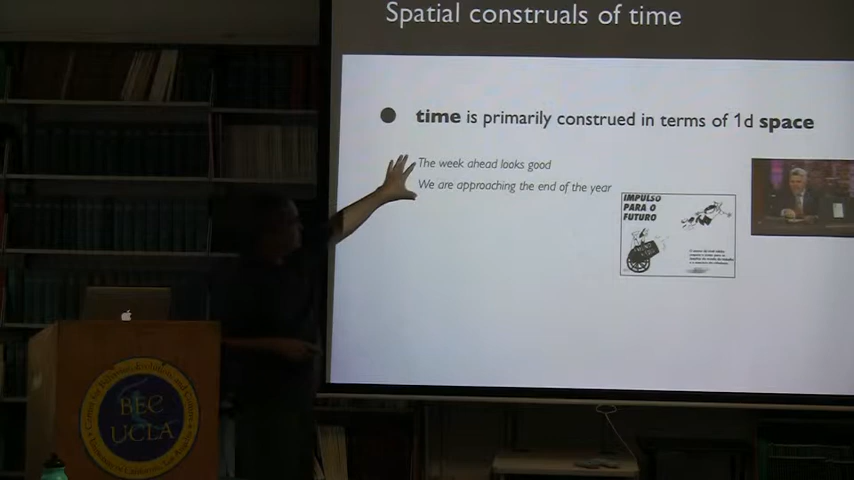 Spatial construals of time
time is primarily construed in terms of 1d space
The week ahead looks good
We are approaching the end of the year
IMPULSO
PARA O
FUTURO
BEC
UCLA